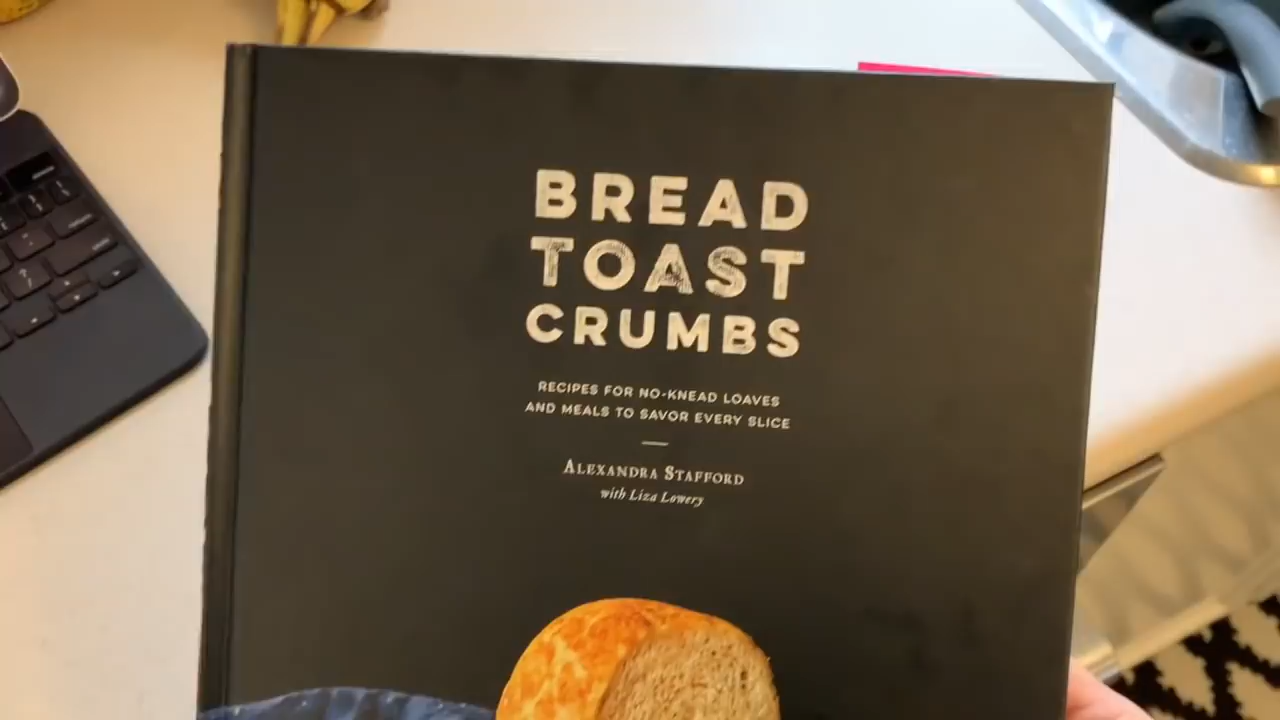 BREAD
TOAST
CRUMBS
RECIPES FOR NO-KNEAD LOAVES
AND MEALS TO SAVOR EVERY SLICE
ALEXANDRA STAFFORD
with Liza Lowery